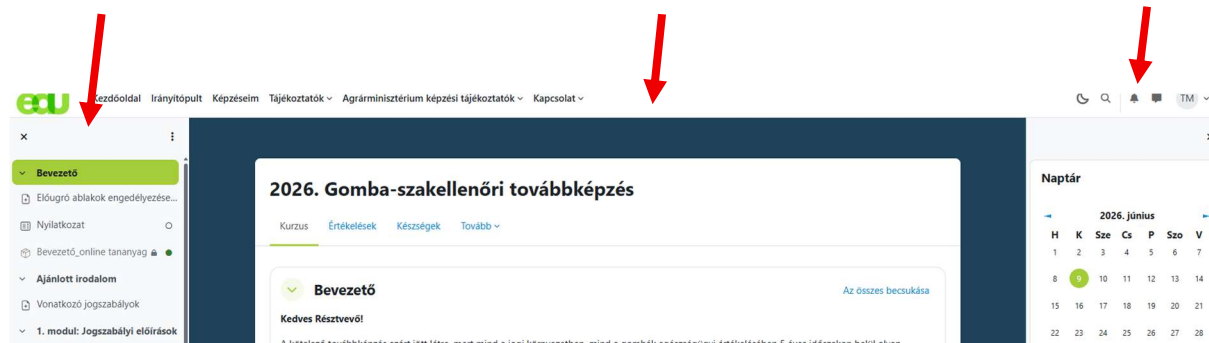 eau Kezdőoldal Irányítópult Képzéseim Tájékoztatók Agrárminisztérium képzési tájékoztatók Kapcsolat TM
Bevezető
Előugró ablakok engedélyezése...
Nyilatkozat
Bevezető_online tananyag
Ajánlott irodalom
Vonatkozó jogszabályok
1. modul: Jogszabályi előírások
2026. Gomba-szakellenőri továbbképzés
Kurzus Értékelések Készségek Tovább
Bevezető Az összes becsukása
Kedves Résztvevő!
Naptár
2026. június
H K Sze Cs P Szo V
1 2 3 4 5 6 7
8 9 10 11 12 13 14
15 16 17 18 19 20 21
22 23 24 25 26 27 28